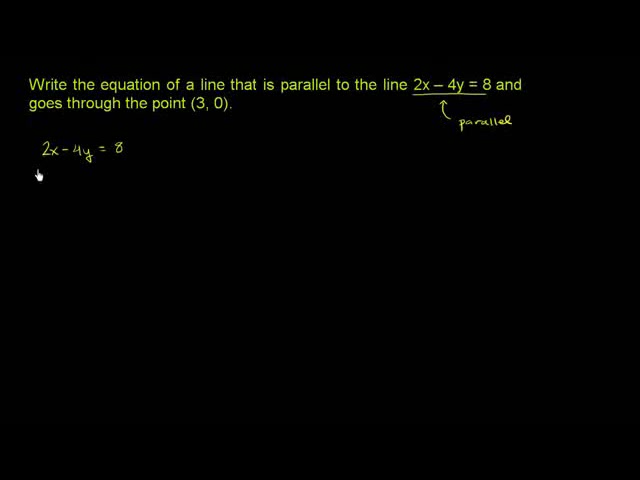 Write the equation of a line that is parallel to the line 2x – 4y = 8 and
goes through the point (3, 0).
parallel
2x - 4y = 8